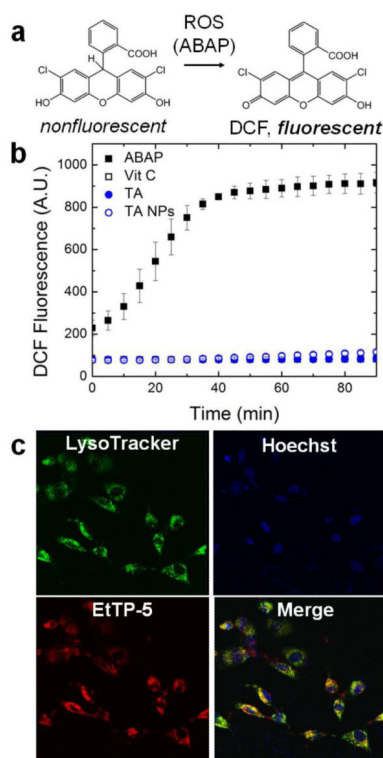 a
ROS
(ABAP)
COOH
COOH
Cl
H
Cl
Cl
Cl
HO
O
OH
O
O
OH
nonfluorescent
DCF, fluorescent
b
1000
800
600
400
200
0
DCF Fluorescence (A.U.)
ABAP
Vit C
TA
TA NPs
0
20
40
60
80
Time (min)
c
LysoTracker
Hoechst
EtTP-5
Merge